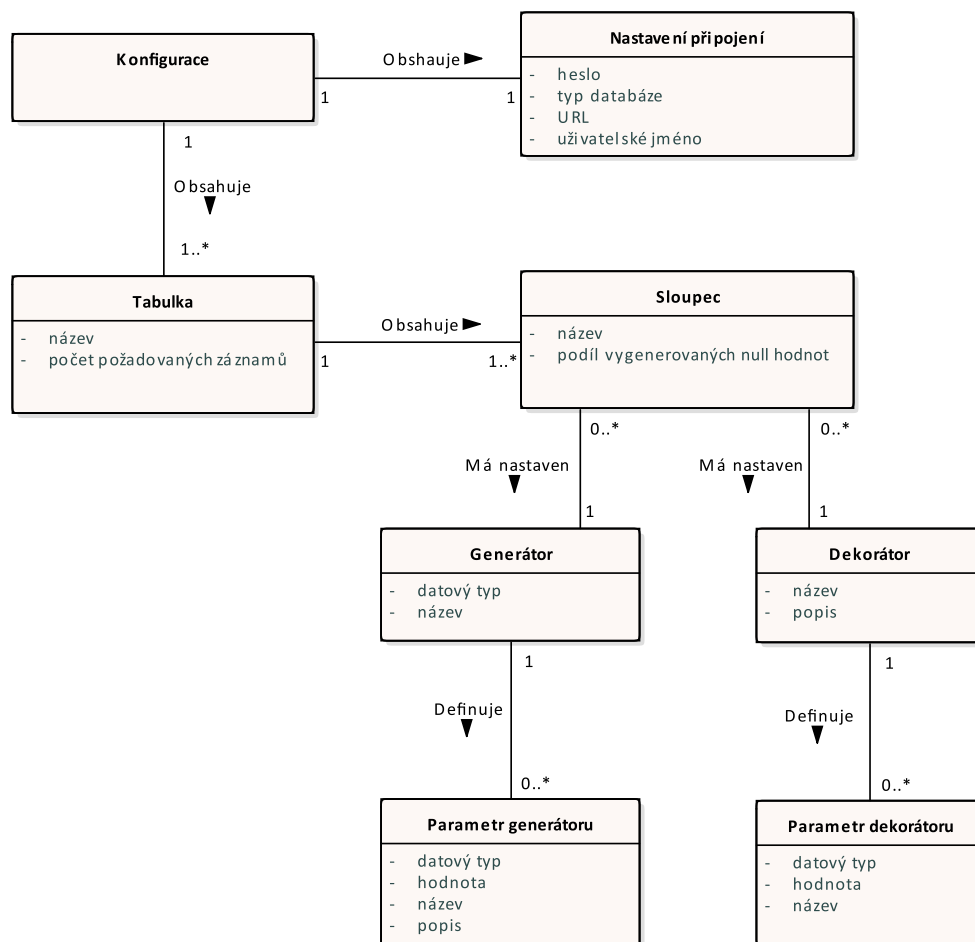 Konfigurace
Obshauje
1
1
Nastavení připojení
- heslo
- typ databáze
- URL
- uživatelské jméno
1
Obsahuje
1..*
Tabulka
- název
- počet požadovaných záznamů
Obsahuje
1
1..*
Sloupec
- název
- podíl vygenerovaných null hodnot
0..*
0..*
Má nastaven
Má nastaven
1
1
Generátor
- datový typ
- název
Dekorátor
- název
- popis
1
1
Definuje
Definuje
0..*
0..*
Parametr generátoru
- datový typ
- hodnota
- název
- popis
Parametr dekorátoru
- datový typ
- hodnota
- název